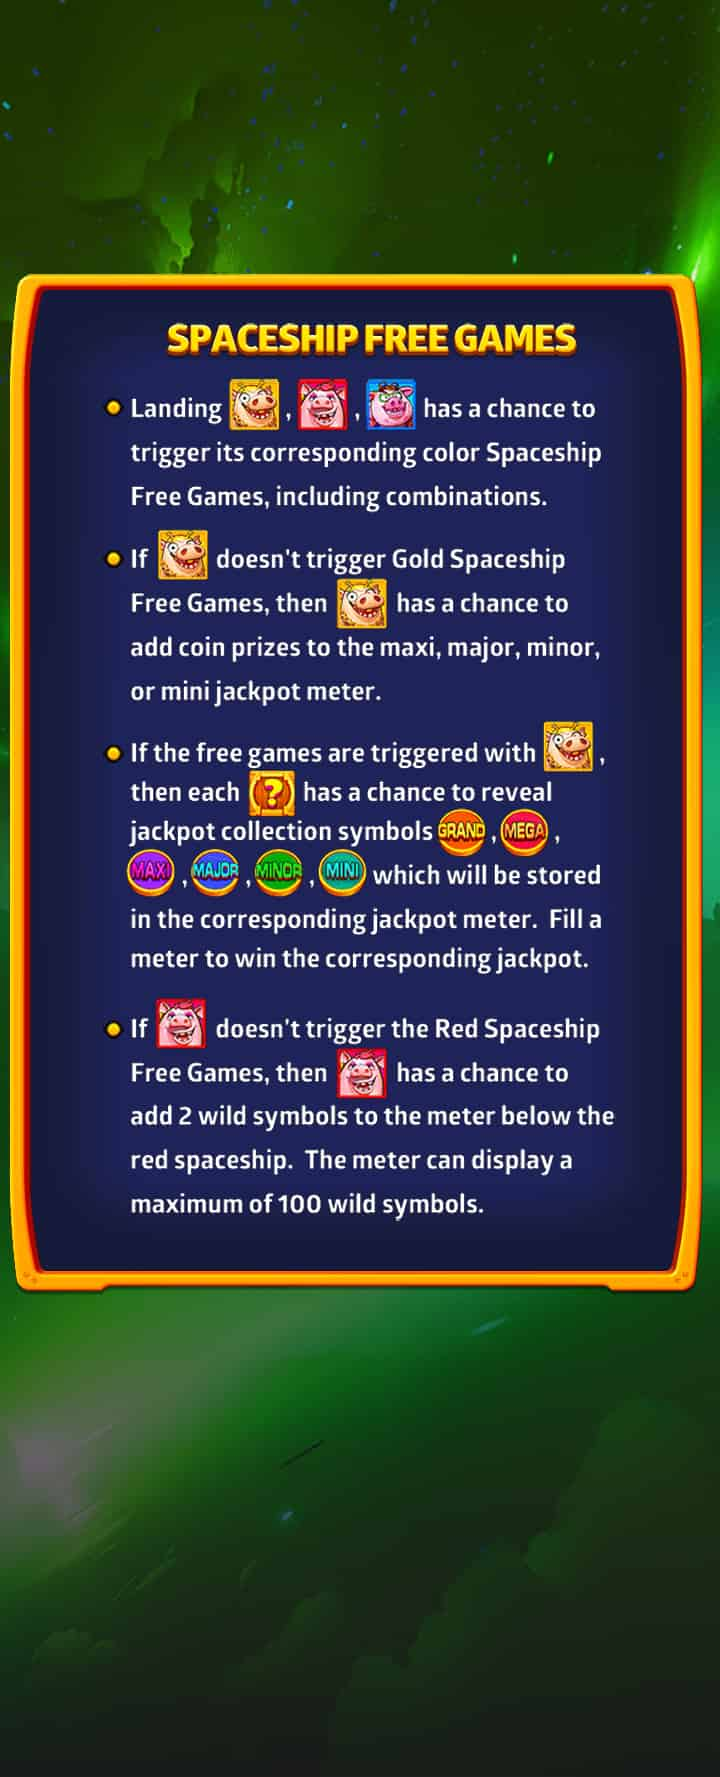 SPACESHIP FREE GAMES
Landing , , has a chance to
trigger its corresponding color Spaceship
Free Games, including combinations.
If doesn't trigger Gold Spaceship
Free Games, then has a chance to
add coin prizes to the maxi, major, minor,
or mini jackpot meter.
If the free games are triggered with ,
then each ? has a chance to reveal
jackpot collection symbols GRAND , MEGA ,
MAXI , MAJOR , MINOR , MINI which will be stored
in the corresponding jackpot meter. Fill a
meter to win the corresponding jackpot.
If doesn't trigger the Red Spaceship
Free Games, then has a chance to
add 2 wild symbols to the meter below the
red spaceship. The meter can display a
maximum of 100 wild symbols.